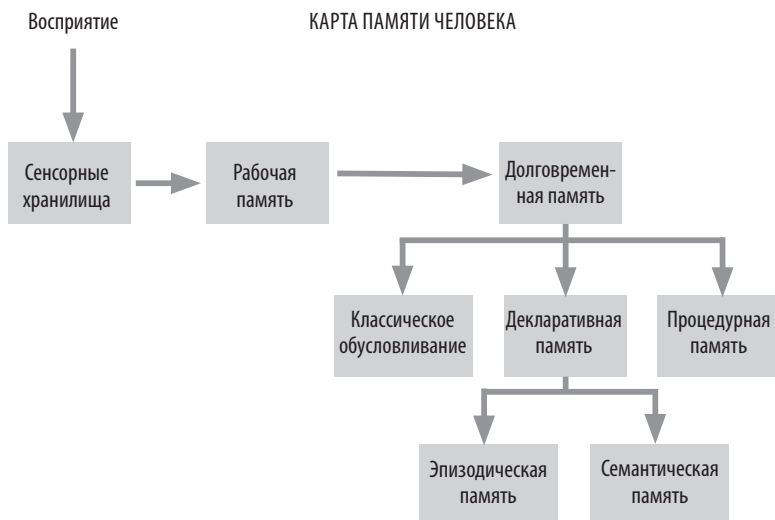 Восприятие
КАРТА ПАМЯТИ ЧЕЛОВЕКА
Сенсорные
хранилища
Рабочая
память
Долговремен-
ная память
Классическое
обусловливание
Декларативная
память
Процедурная
память
Эпизодическая
память
Семантическая
память